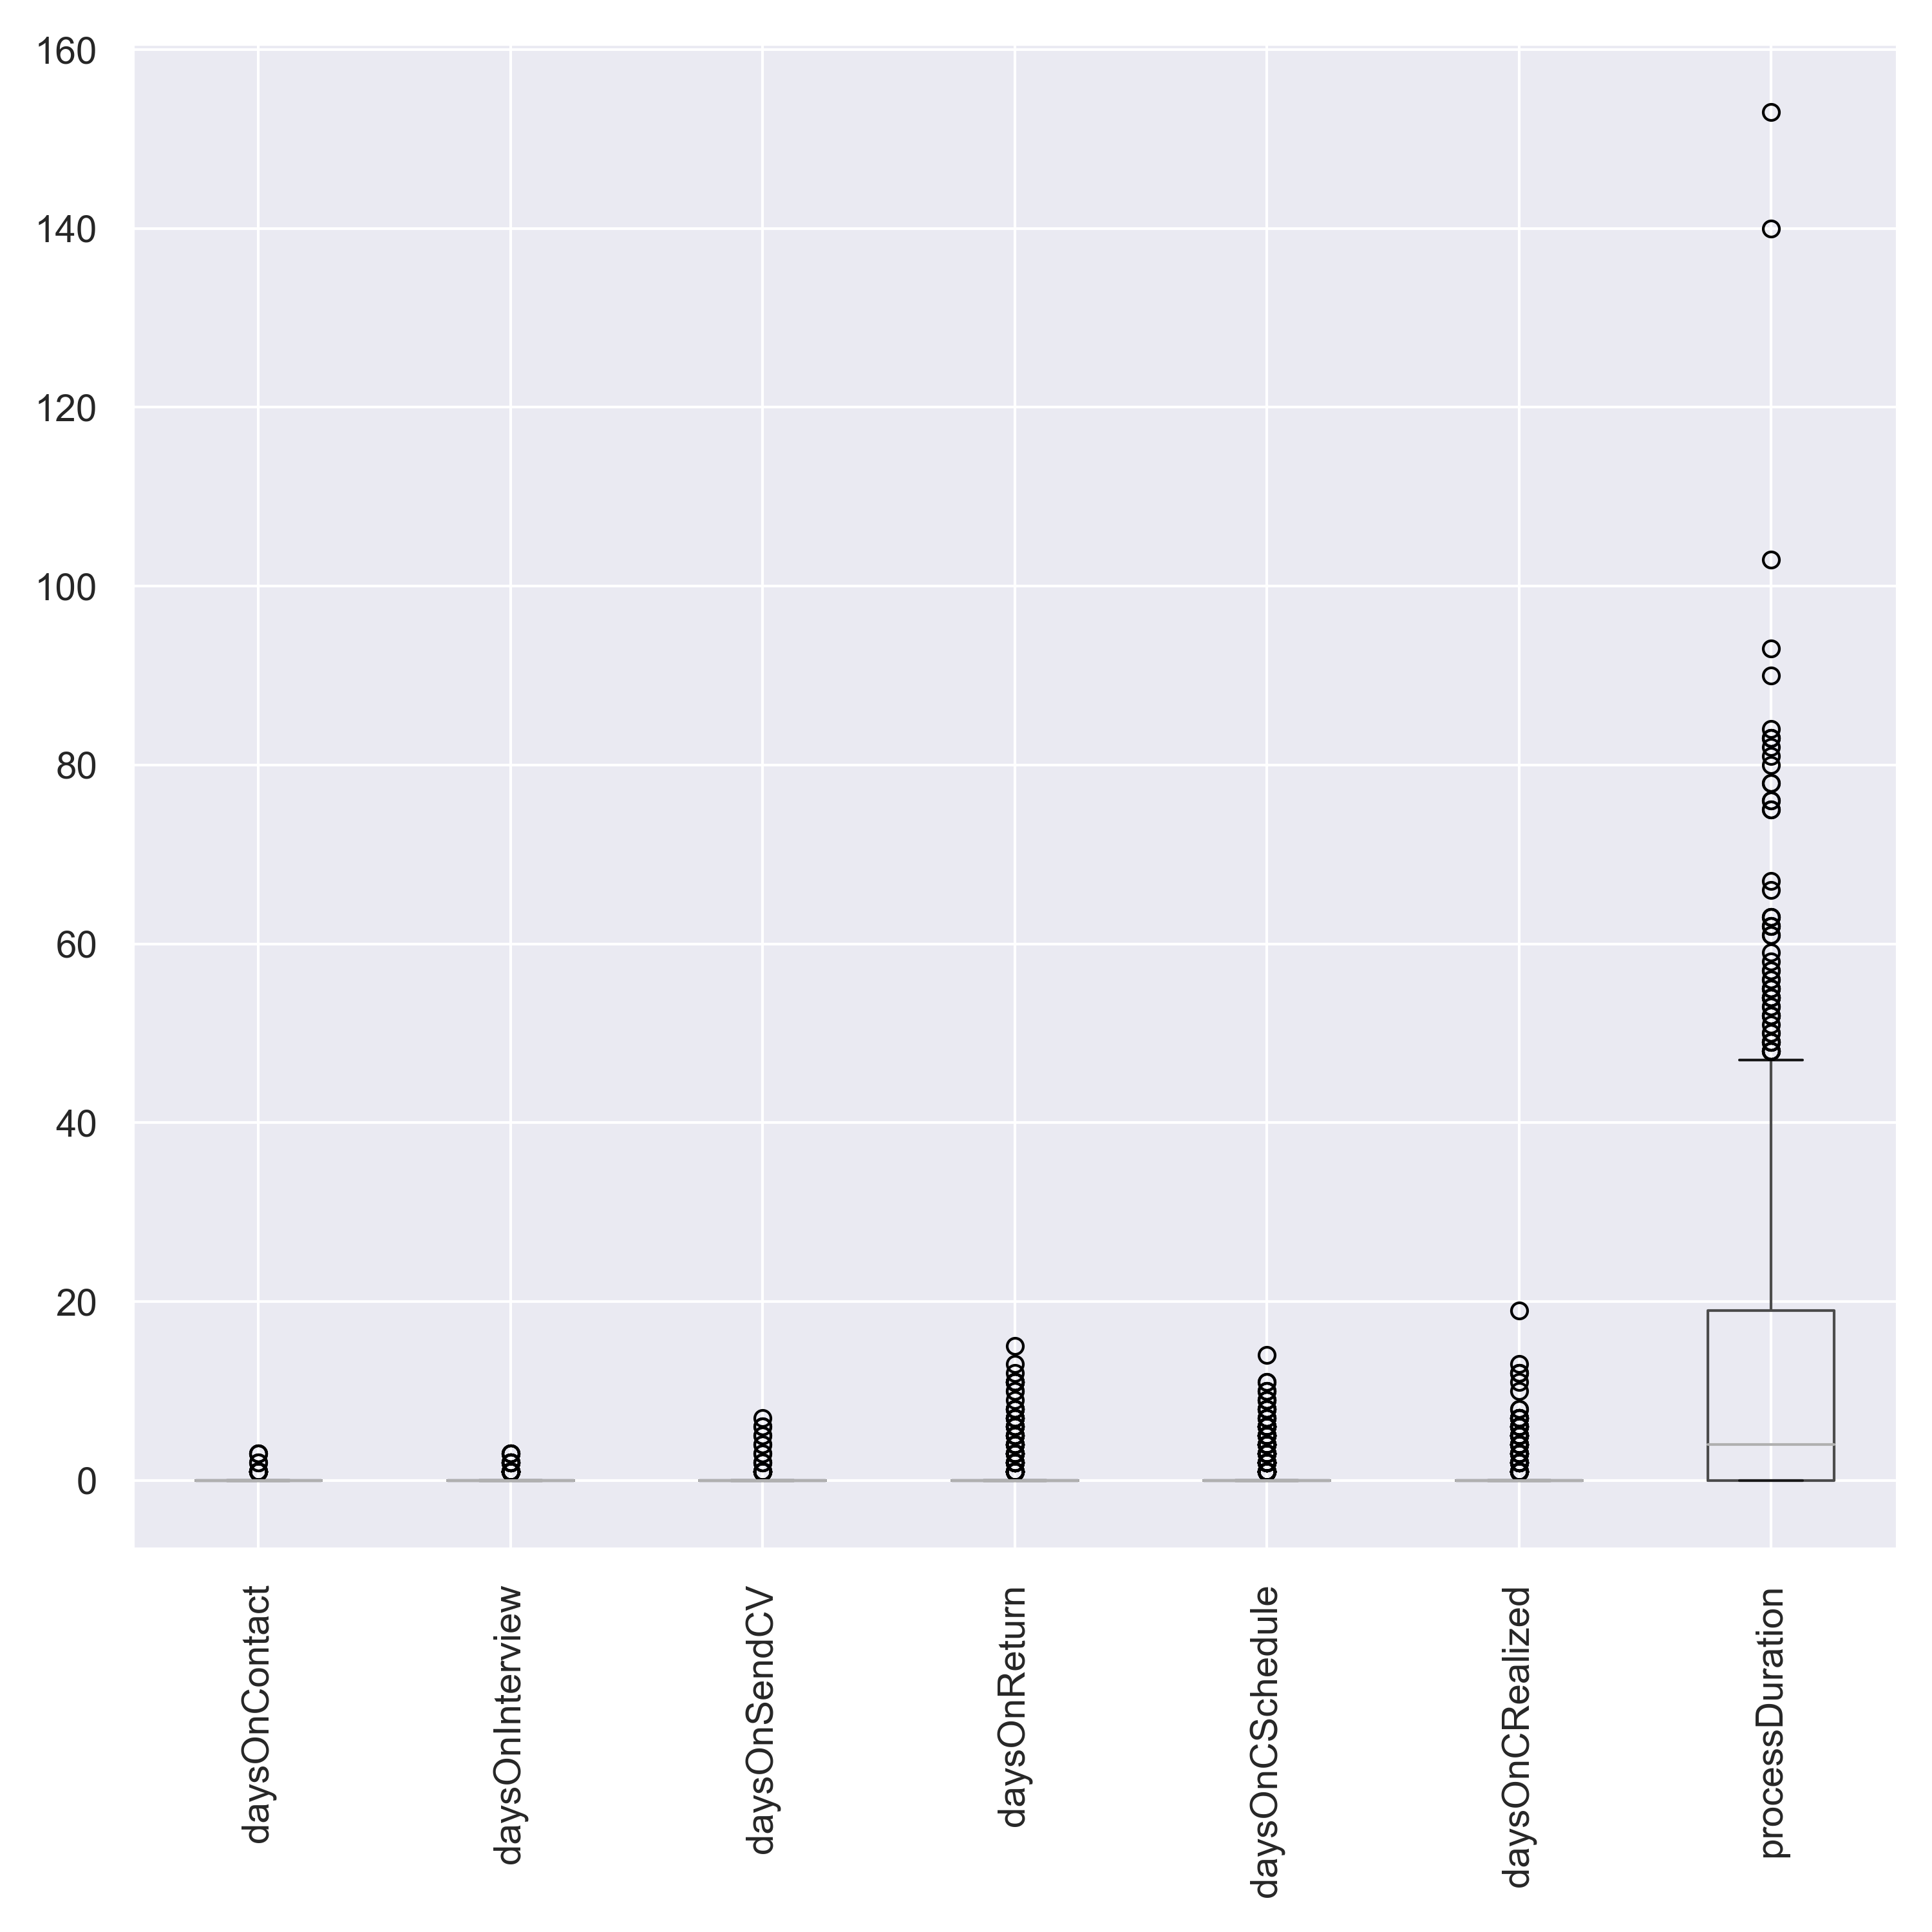 160
140
120
100
80
60
40
20
0
daysOnContact
daysOnInterview
daysOnSendCV
daysOnReturn
daysOnCSchedule
daysOnCRealized
processDuration